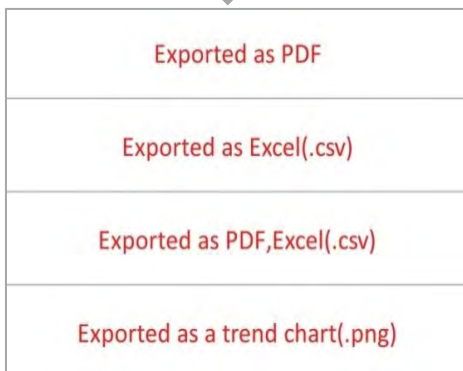 Exported as PDF
Exported as Excel(.csv)
Exported as PDF,Excel(.csv)
Exported as a trend chart(.png)